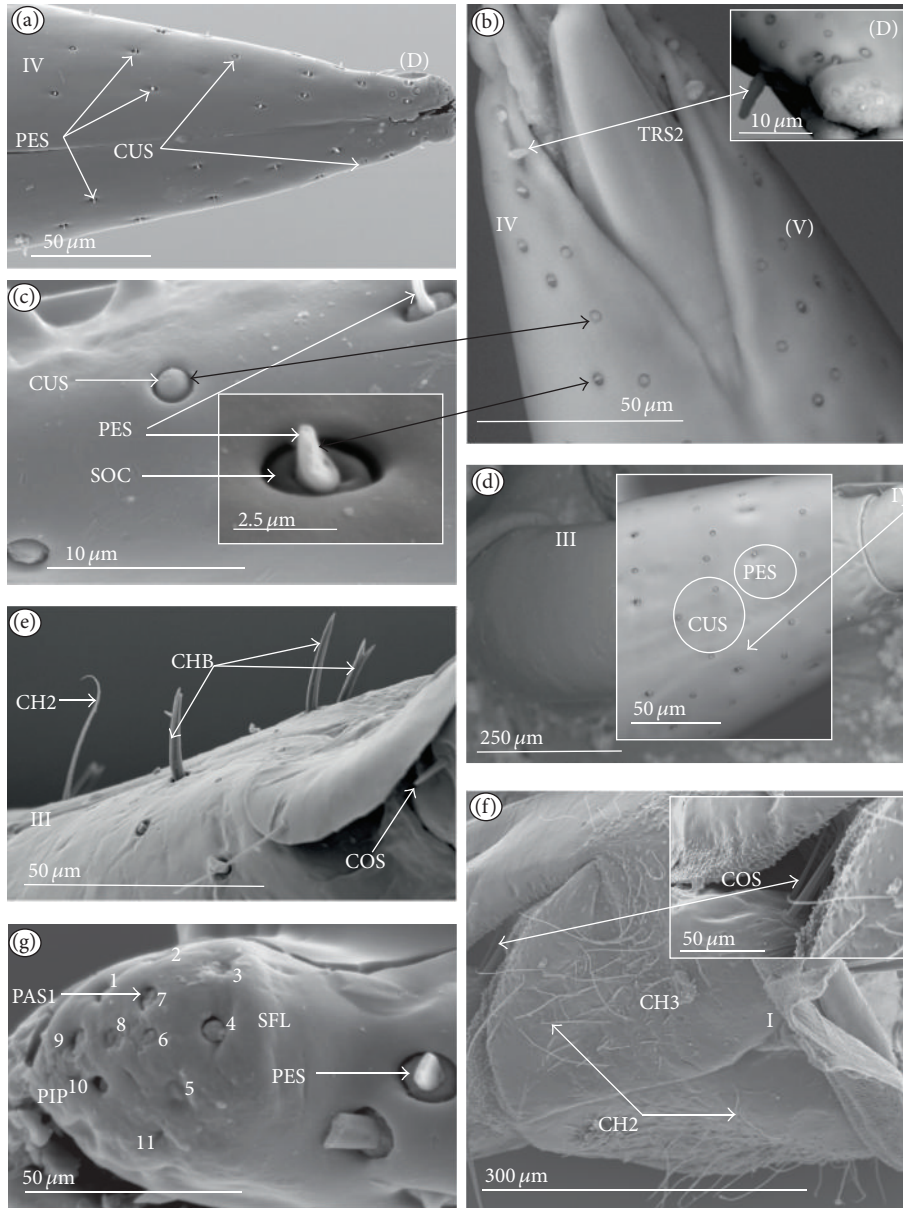 (a)
IV
(D)
PES
CUS
50 μm
(b)
(D)
10 μm
TRS2
IV
(V)
50 μm
(c)
CUS
PES
SOC
2.5 μm
10 μm
(d)
III
PES
CUS
50 μm
250 μm
(e)
CHB
CH2
III
COS
50 μm
(f)
COS
50 μm
CH3
I
CH2
300 μm
(g)
2
1
3
PAS1
7
4
SFL
9
8
6
PES
PIP
10
5
11
50 μm